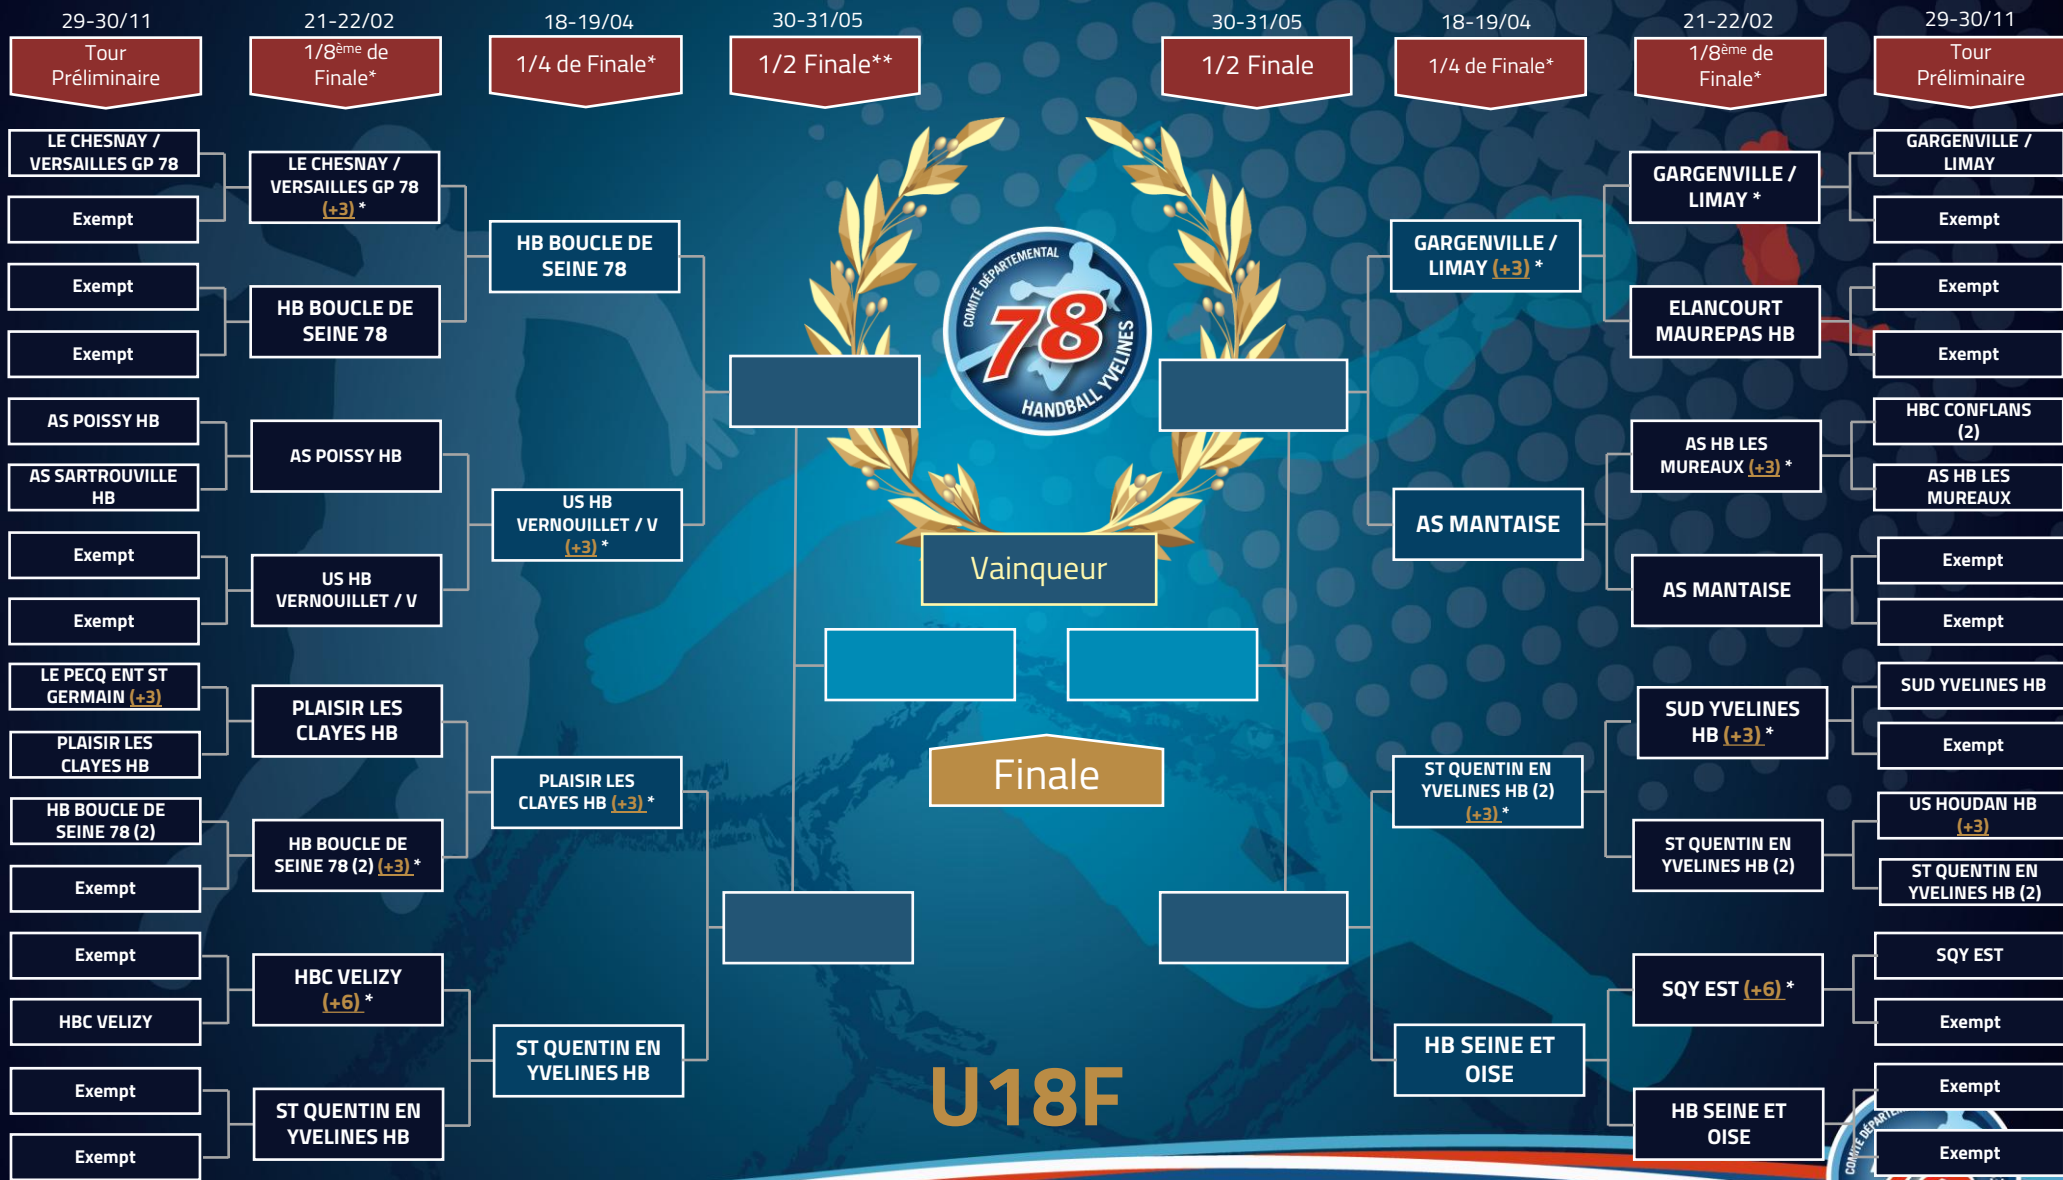 29-30/11
Tour
Préliminaire
21-22/02
1/8ème de
Finale*
18-19/04
1/4 de Finale*
30-31/05
1/2 Finale**
30-31/05
1/2 Finale
18-19/04
1/4 de Finale*
21-22/02
1/8ème de
Finale*
29-30/11
Tour
Préliminaire
LE CHESNAY /
VERSAILLES GP 78
Exempt
Exempt
Exempt
AS POISSY HB
AS SARTROUVILLE
HB
Exempt
Exempt
LE PECQ ENT ST
GERMAIN (+3)
PLAISIR LES
CLAYES HB
HB BOUCLE DE
SEINE 78 (2)
Exempt
Exempt
HBC VELIZY
Exempt
Exempt
LE CHESNAY /
VERSAILLES GP 78
(+3) *
HB BOUCLE DE
SEINE 78
AS POISSY HB
US HB
VERNOUILLET / V
PLAISIR LES
CLAYES HB
HB BOUCLE DE
SEINE 78 (2) (+3) *
HBC VELIZY
(+6) *
ST QUENTIN EN
YVELINES HB
HB BOUCLE DE
SEINE 78
US HB
VERNOUILLET / V
(+3) *
PLAISIR LES
CLAYES HB (+3) *
ST QUENTIN EN
YVELINES HB
COMITÉ DÉPARTEMENTAL
78
HANDBALL YVELINES
Vainqueur
Finale
U18F
GARGENVILLE /
LIMAY (+3) *
AS MANTAISE
ST QUENTIN EN
YVELINES HB (2)
(+3) *
HB SEINE ET
OISE
GARGENVILLE /
LIMAY *
ELANCOURT
MAUREPAS HB
AS HB LES
MUREAUX (+3) *
AS MANTAISE
SUD YVELINES
HB (+3) *
ST QUENTIN EN
YVELINES HB (2)
SQY EST (+6) *
HB SEINE ET
OISE
GARGENVILLE /
LIMAY
Exempt
Exempt
Exempt
HBC CONFLANS
(2)
AS HB LES
MUREAUX
Exempt
Exempt
SUD YVELINES HB
Exempt
US HOUDAN HB
(+3)
ST QUENTIN EN
YVELINES HB (2)
SQY EST
Exempt
Exempt
Exempt